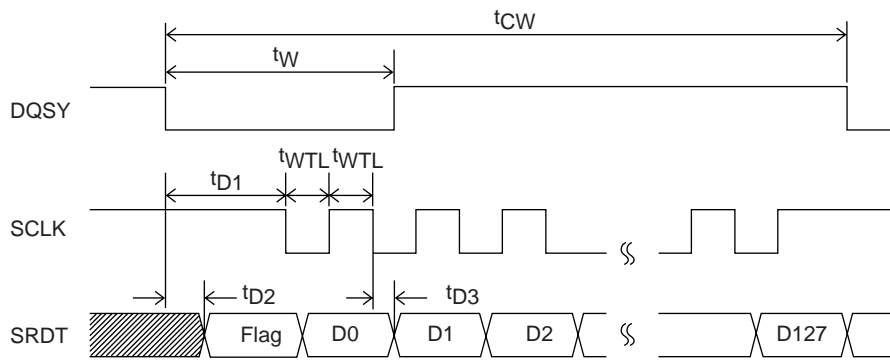 tCW
tW
DQSY
tWTL tWTL
tD1
SCLK
tD2
tD3
SRDT Flag D0 D1 D2 D127